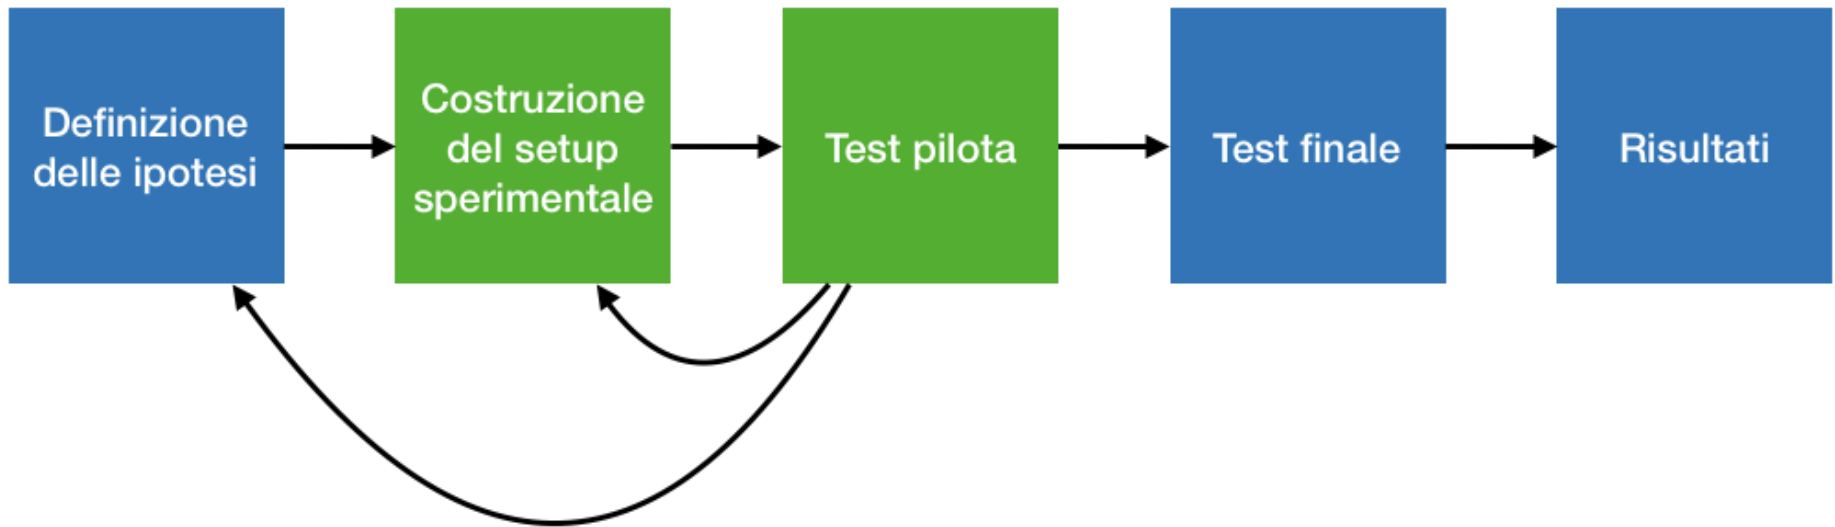 Definizione
delle ipotesi
Costruzione
del setup
sperimentale
Test pilota
Test finale
Risultati